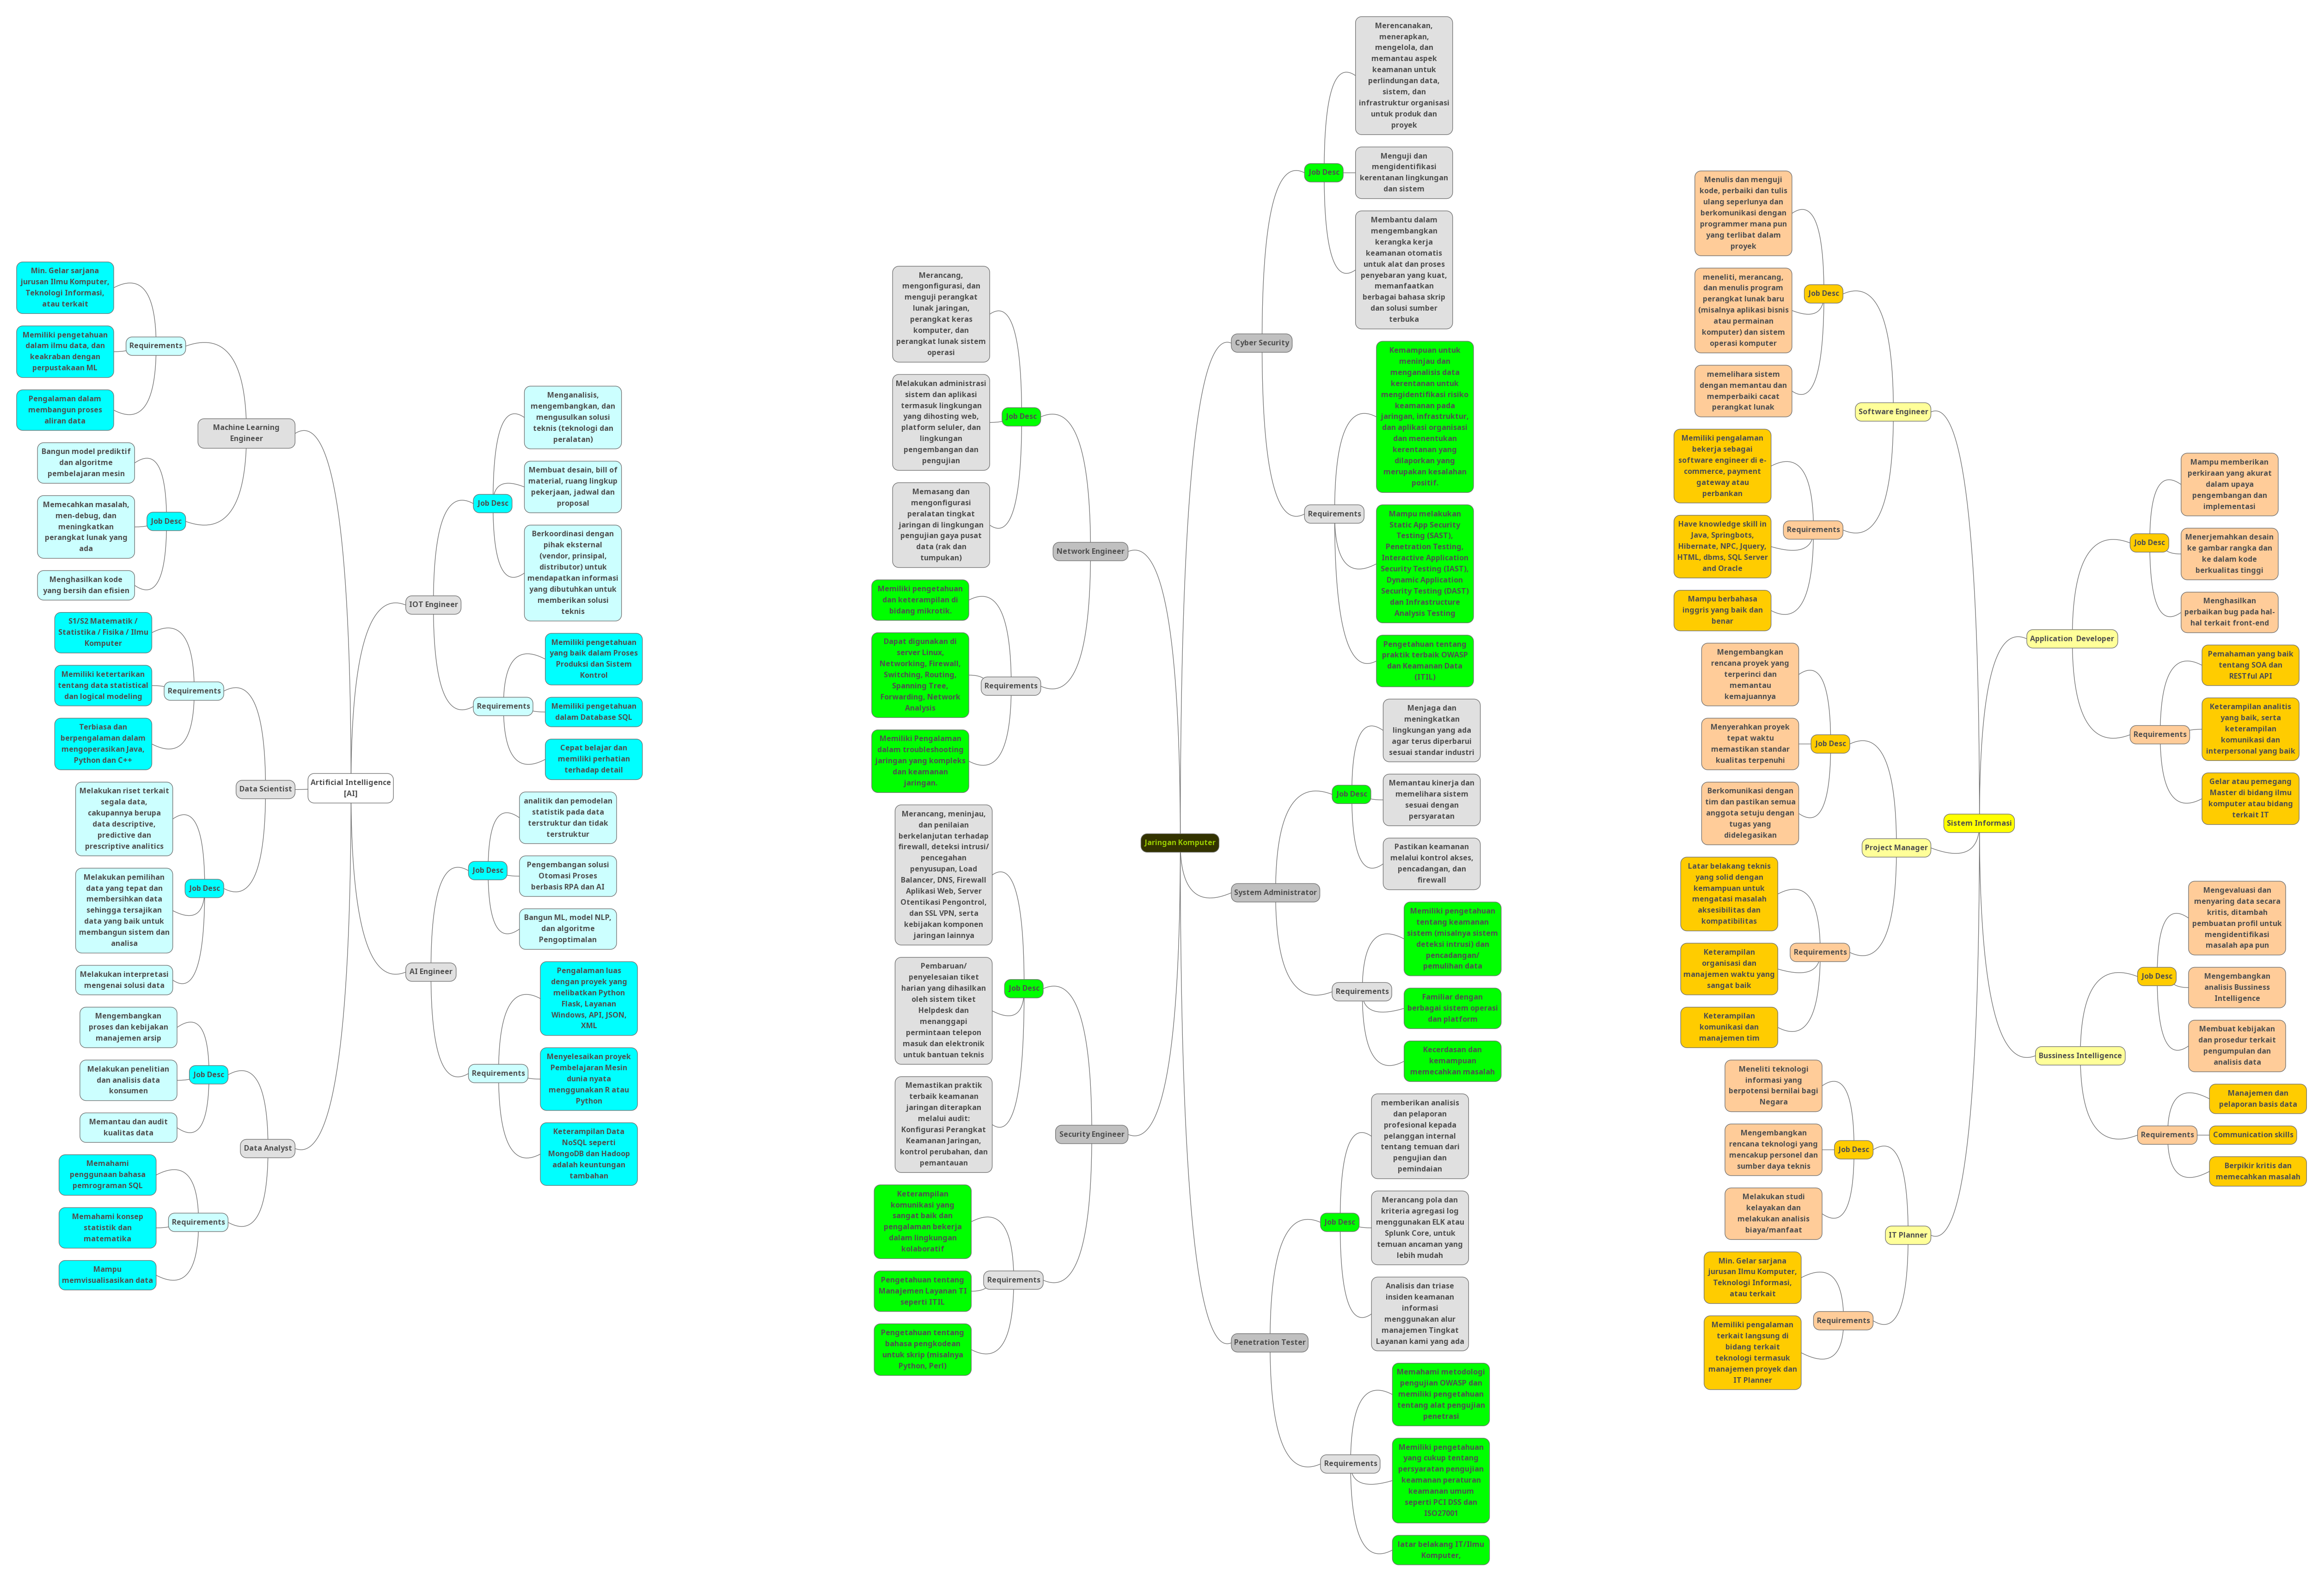 Min. Gelar sarjana
jurusan Ilmu Komputer,
Teknologi Informasi,
atau terkait
Memiliki pengetahuan
dalam ilmu data, dan
keakraban dengan
perpustakaan ML
Pengalaman dalam
membangun proses
aliran data
Requirements
Machine Learning
Engineer
Bangun model prediktif
dan algoritme
pembelajaran mesin
Memecahkan masalah,
men-debug, dan
meningkatkan
perangkat lunak yang
ada
Menghasilkan kode
yang bersih dan efisien
Job Desc
S1/S2 Matematik /
Statistika / Fisika / Ilmu
Komputer
Memiliki ketertarikan
tentang data statistical
dan logical modeling
Terbiasa dan
berpengalaman dalam
mengoperasikan Java,
Python dan C++
Requirements
Data Scientist
Melakukan riset terkait
segala data,
cakupannya berupa
data descriptive,
predictive dan
prescriptive analitics
Melakukan pemilihan
data yang tepat dan
membersihkan data
sehingga tersajikan
data yang baik untuk
membangun sistem dan
analisa
Melakukan interpretasi
mengenai solusi data
Job Desc
Mengembangkan
proses dan kebijakan
manajemen arsip
Melakukan penelitian
dan analisis data
konsumen
Memantau dan audit
kualitas data
Job Desc
Data Analyst
Memahami
penggunaan bahasa
pemrograman SQL
Memahami konsep
statistik dan
matematika
Mampu
memvisualisasikan data
Requirements
Artificial Intelligence
[AI]
IOT Engineer
Job Desc
Menganalisis,
mengembangkan, dan
mengusulkan solusi
teknis (teknologi dan
peralatan)
Membuat desain, bill of
material, ruang lingkup
pekerjaan, jadwal dan
proposal
Berkoordinasi dengan
pihak eksternal
(vendor, prinsipal,
distributor) untuk
mendapatkan informasi
yang dibutuhkan untuk
memberikan solusi
teknis
Requirements
Memiliki pengetahuan
yang baik dalam Proses
Produksi dan Sistem
Kontrol
Memiliki pengetahuan
dalam Database SQL
Cepat belajar dan
memiliki perhatian
terhadap detail
AI Engineer
Job Desc
analitik dan pemodelan
statistik pada data
terstruktur dan tidak
terstruktur
Pengembangan solusi
Otomasi Proses
berbasis RPA dan AI
Bangun ML, model NLP,
dan algoritme
Pengoptimalan
Requirements
Pengalaman luas
dengan proyek yang
melibatkan Python
Flask, Layanan
Windows, API, JSON,
XML
Menyelesaikan proyek
Pembelajaran Mesin
dunia nyata
menggunakan R atau
Python
Keterampilan Data
NoSQL seperti
MongoDB dan Hadoop
adalah keuntungan
tambahan
Merancang,
mengonfigurasi, dan
menguji perangkat
lunak jaringan,
perangkat keras
komputer, dan
perangkat lunak sistem
operasi
Melakukan administrasi
sistem dan aplikasi
termasuk lingkungan
yang dihosting web,
platform seluler, dan
lingkungan
pengembangan dan
pengujian
Memasang dan
mengonfigurasi
peralatan tingkat
jaringan di lingkungan
pengujian gaya pusat
data (rak dan
tumpukan)
Job Desc
Network Engineer
Memiliki pengetahuan
dan keterampilan di
bidang mikrotik.
Dapat digunakan di
server Linux,
Networking, Firewall,
Switching, Routing,
Spanning Tree,
Forwarding, Network
Analysis
Memiliki Pengalaman
dalam troubleshooting
jaringan yang kompleks
dan keamanan
jaringan.
Requirements
Merancang, meninjau,
dan penilaian
berkelanjutan terhadap
firewall, deteksi intrusi/
pencegahan
penyusupan, Load
Balancer, DNS, Firewall
Aplikasi Web, Server
Otentikasi Pengontrol,
dan SSL VPN, serta
kebijakan komponen
jaringan lainnya
Pembaruan/
penyelesaian tiket
harian yang dihasilkan
oleh sistem tiket
Helpdesk dan
menanggapi
permintaan telepon
masuk dan elektronik
untuk bantuan teknis
Memastikan praktik
terbaik keamanan
jaringan diterapkan
melalui audit:
Konfigurasi Perangkat
Keamanan Jaringan,
kontrol perubahan, dan
pemantauan
Job Desc
Security Engineer
Keterampilan
komunikasi yang
sangat baik dan
pengalaman bekerja
dalam lingkungan
kolaboratif
Pengetahuan tentang
Manajemen Layanan TI
seperti ITIL
Pengetahuan tentang
bahasa pengkodean
untuk skrip (misalnya
Python, Perl)
Requirements
Jaringan Komputer
Cyber Security
Job Desc
Merencanakan,
menerapkan,
mengelola, dan
memantau aspek
keamanan untuk
perlindungan data,
sistem, dan
infrastruktur organisasi
untuk produk dan
proyek
Menguji dan
mengidentifikasi
kerentanan lingkungan
dan sistem
Membantu dalam
mengembangkan
kerangka kerja
keamanan otomatis
untuk alat dan proses
penyebaran yang kuat,
memanfaatkan
berbagai bahasa skrip
dan solusi sumber
terbuka
Requirements
Kemampuan untuk
meninjau dan
menganalisis data
kerentanan untuk
mengidentifikasi risiko
keamanan pada
jaringan, infrastruktur,
dan aplikasi organisasi
dan menentukan
kerentanan yang
dilaporkan yang
merupakan kesalahan
positif.
Mampu melakukan
Static App Security
Testing (SAST),
Penetration Testing,
Interactive Application
Security Testing (IAST),
Dynamic Application
Security Testing (DAST)
dan Infrastructure
Analysis Testing
Pengetahuan tentang
praktik terbaik OWASP
dan Keamanan Data
(ITIL)
System Administrator
Job Desc
Menjaga dan
meningkatkan
lingkungan yang ada
agar terus diperbarui
sesuai standar industri
Memantau kinerja dan
memelihara sistem
sesuai dengan
persyaratan
Pastikan keamanan
melalui kontrol akses,
pencadangan, dan
firewall
Requirements
Memiliki pengetahuan
tentang keamanan
sistem (misalnya sistem
deteksi intrusi) dan
pencadangan/
pemulihan data
Familiar dengan
berbagai sistem operasi
dan platform
Kecerdasan dan
kemampuan
memecahkan masalah
Penetration Tester
Job Desc
memberikan analisis
dan pelaporan
profesional kepada
pelanggan internal
tentang temuan dari
pengujian dan
pemindaian
Merancang pola dan
kriteria agregasi log
menggunakan ELK atau
Splunk Core, untuk
temuan ancaman yang
lebih mudah
Analisis dan triase
insiden keamanan
informasi
menggunakan alur
manajemen Tingkat
Layanan kami yang ada
Requirements
Memahami metodologi
pengujian OWASP dan
memiliki pengetahuan
tentang alat pengujian
penetrasi
Memiliki pengetahuan
yang cukup tentang
persyaratan pengujian
keamanan peraturan
keamanan umum
seperti PCI DSS dan
ISO27001
latar belakang IT/Ilmu
Komputer,
Menulis dan menguji
kode, perbaiki dan tulis
ulang seperlunya dan
berkomunikasi dengan
programmer mana pun
yang terlibat dalam
proyek
meneliti, merancang,
dan menulis program
perangkat lunak baru
(misalnya aplikasi bisnis
atau permainan
komputer) dan sistem
operasi komputer
memelihara sistem
dengan memantau dan
memperbaiki cacat
perangkat lunak
Job Desc
Software Engineer
Memiliki pengalaman
bekerja sebagai
software engineer di e-
commerce, payment
gateway atau
perbankan
Have knowledge skill in
Java, Springbots,
Hibernate, NPC, Jquery,
HTML, dbms, SQL Server
and Oracle
Mampu berbahasa
inggris yang baik dan
benar
Requirements
Mengembangkan
rencana proyek yang
terperinci dan
memantau
kemajuannya
Menyerahkan proyek
tepat waktu
memastikan standar
kualitas terpenuhi
Berkomunikasi dengan
tim dan pastikan semua
anggota setuju dengan
tugas yang
didelegasikan
Job Desc
Project Manager
Latar belakang teknis
yang solid dengan
kemampuan untuk
mengatasi masalah
aksesibilitas dan
kompatibilitas
Keterampilan
organisasi dan
manajemen waktu yang
sangat baik
Keterampilan
komunikasi dan
manajemen tim
Requirements
Meneliti teknologi
informasi yang
berpotensi bernilai bagi
Negara
Mengembangkan
rencana teknologi yang
mencakup personel dan
sumber daya teknis
Melakukan studi
kelayakan dan
melakukan analisis
biaya/manfaat
Job Desc
IT Planner
Min. Gelar sarjana
jurusan Ilmu Komputer,
Teknologi Informasi,
atau terkait
Memiliki pengalaman
terkait langsung di
bidang terkait
teknologi termasuk
manajemen proyek dan
IT Planner
Requirements
Sistem Informasi
Application  Developer
Job Desc
Mampu memberikan
perkiraan yang akurat
dalam upaya
pengembangan dan
implementasi
Menerjemahkan desain
ke gambar rangka dan
ke dalam kode
berkualitas tinggi
Menghasilkan
perbaikan bug pada hal-
hal terkait front-end
Requirements
Pemahaman yang baik
tentang SOA dan
RESTful API
Keterampilan analitis
yang baik, serta
keterampilan
komunikasi dan
interpersonal yang baik
Gelar atau pemegang
Master di bidang ilmu
komputer atau bidang
terkait IT
Bussiness Intelligence
Job Desc
Mengevaluasi dan
menyaring data secara
kritis, ditambah
pembuatan profil untuk
mengidentifikasi
masalah apa pun
Mengembangkan
analisis Bussiness
Intelligence
Membuat kebijakan
dan prosedur terkait
pengumpulan dan
analisis data
Requirements
Manajemen dan
pelaporan basis data
Communication skills
Berpikir kritis dan
memecahkan masalah